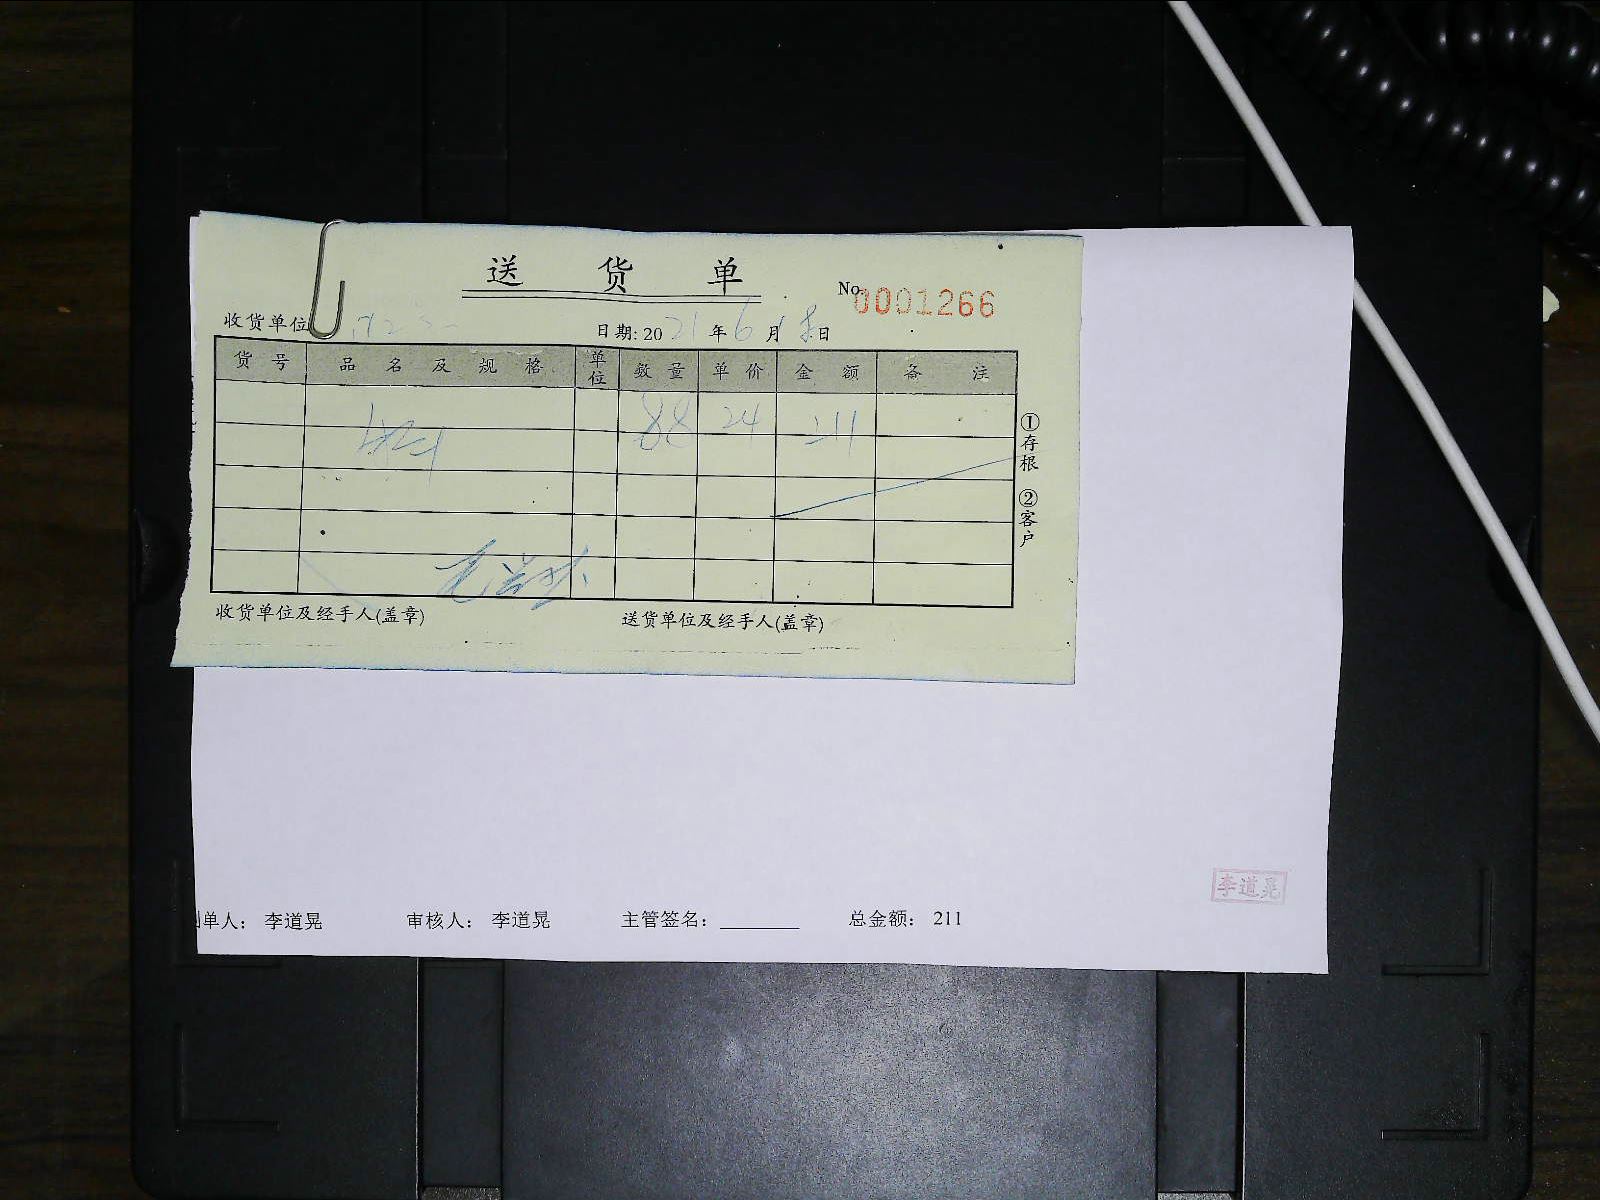 送 货 单
No. 0001266
收货单位
日期: 2021年6月 日
货号 品名及规格 单位 数量 单价 金额 备注
88 24 211
①存根 ②客户
收货单位及经手人(盖章) 送货单位及经手人(盖章)
李道晃
单人： 李道晃 审核人： 李道晃 主管签名： 总金额： 211